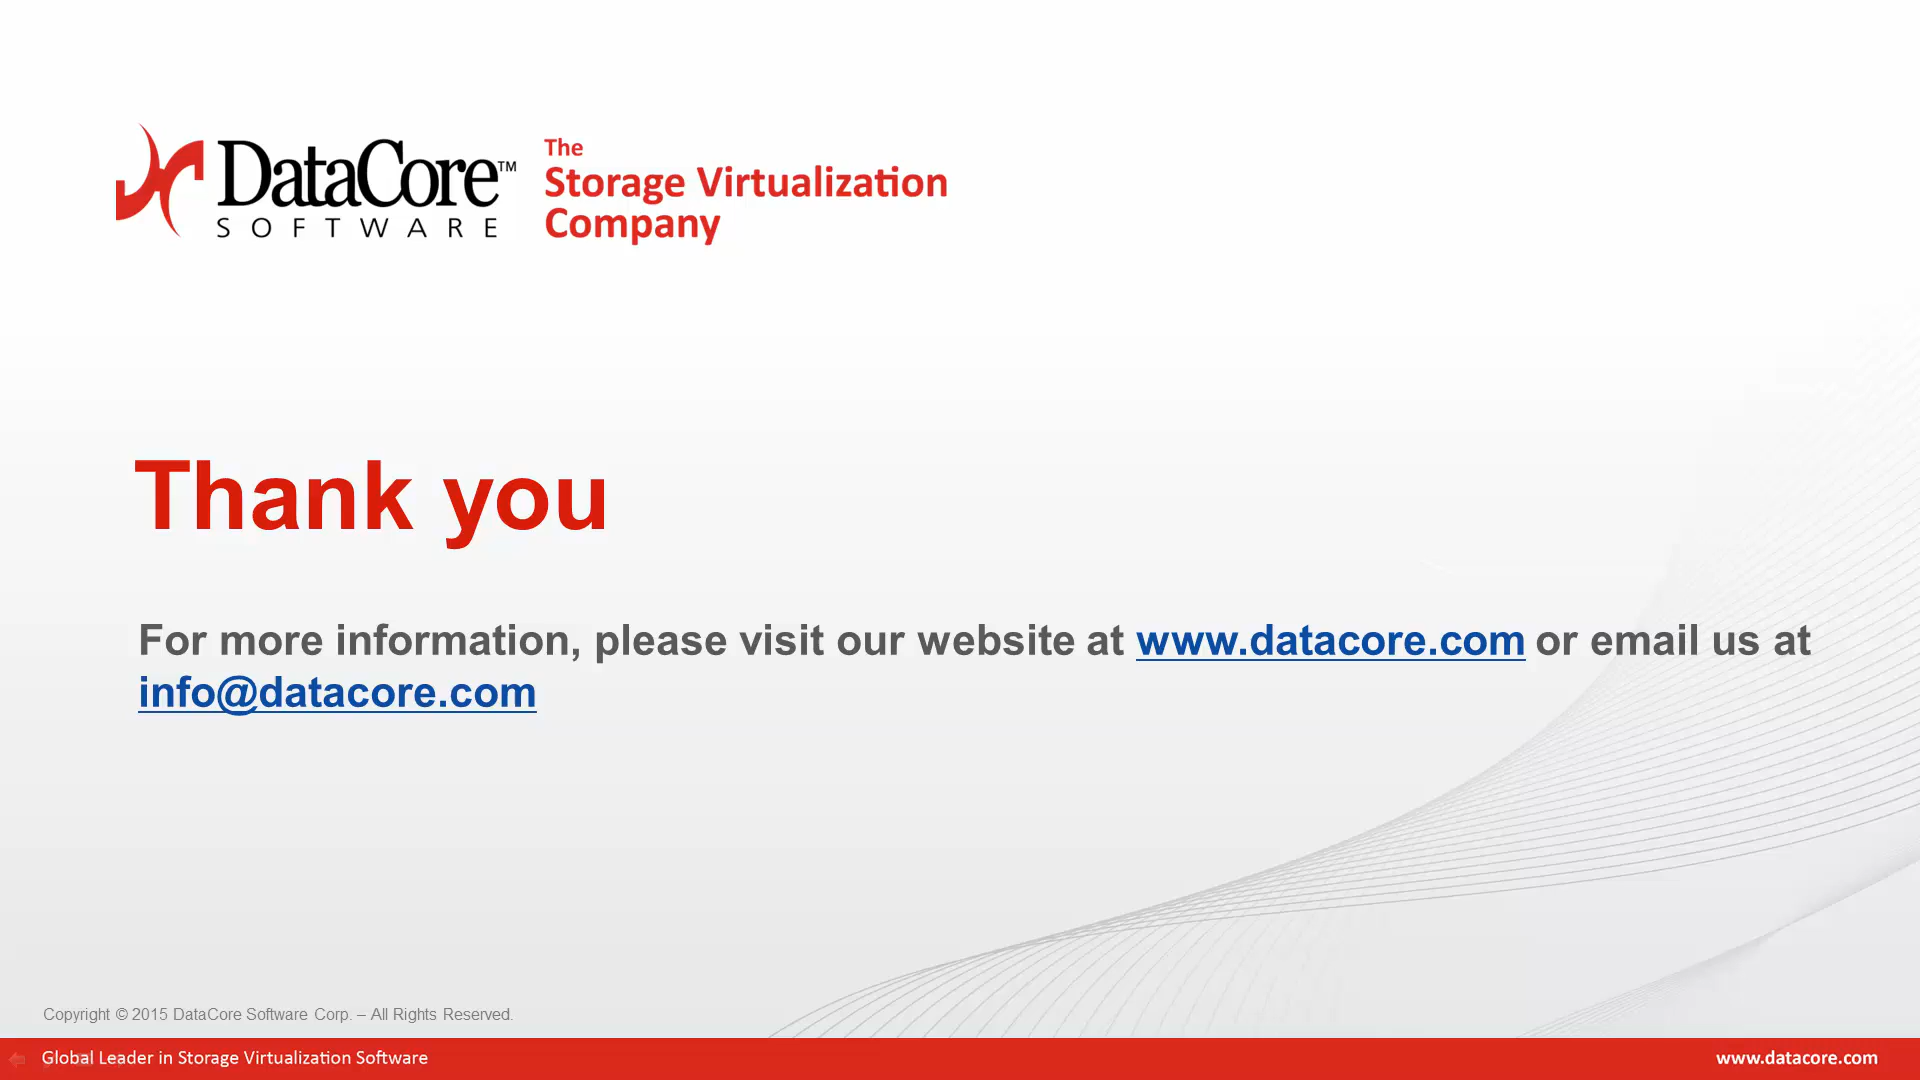 DataCore™
SOFTWARE
The
Storage Virtualization
Company
Thank you
For more information, please visit our website at www.datacore.com or email us at
info@datacore.com
Copyright © 2015 DataCore Software Corp. – All Rights Reserved.
Global Leader in Storage Virtualization Software
www.datacore.com